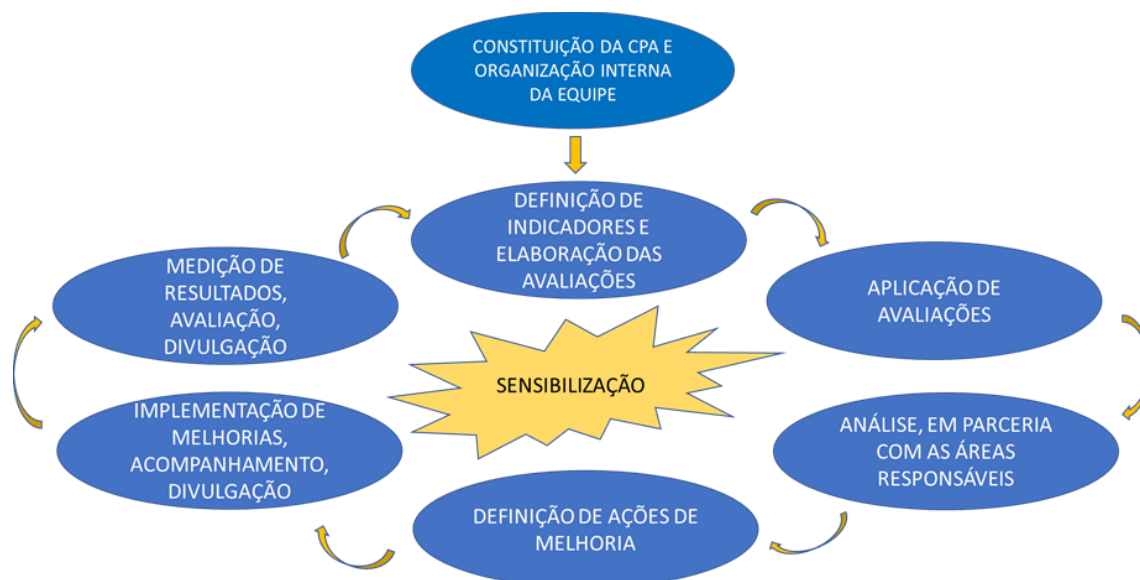 CONSTITUIÇÃO DA CPA E
ORGANIZAÇÃO INTERNA
DA EQUIPE
DEFINIÇÃO DE
INDICADORES E
ELABORAÇÃO DAS
AVALIAÇÕES
APLICAÇÃO DE
AVALIAÇÕES
ANÁLISE, EM PARCERIA
COM AS ÁREAS
RESPONSÁVEIS
DEFINIÇÃO DE AÇÕES DE
MELHORIA
IMPLEMENTAÇÃO DE
MELHORIAS,
ACOMPANHAMENTO,
DIVULGAÇÃO
MEDIÇÃO DE
RESULTADOS,
AVALIAÇÃO,
DIVULGAÇÃO
SENSIBILIZAÇÃO